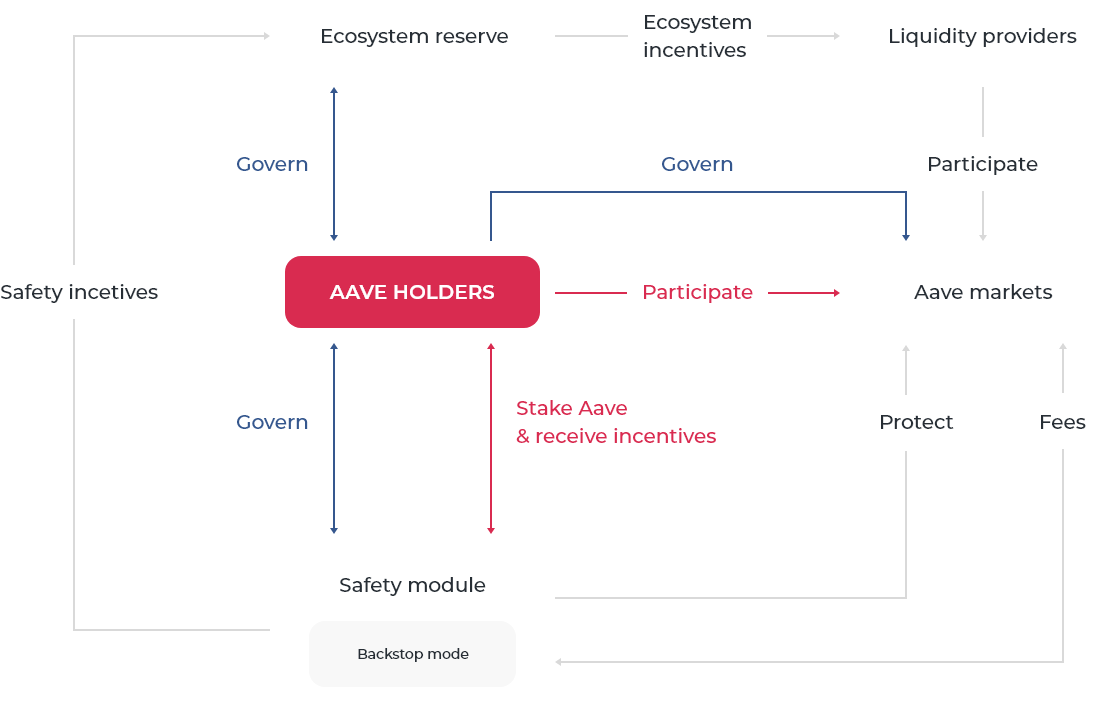 Ecosystem reserve
Ecosystem
incentives
Liquidity providers
Govern
Govern
Participate
Safety incetives
AAVE HOLDERS
Participate
Aave markets
Govern
Stake Aave
& receive incentives
Protect
Fees
Safety module
Backstop mode